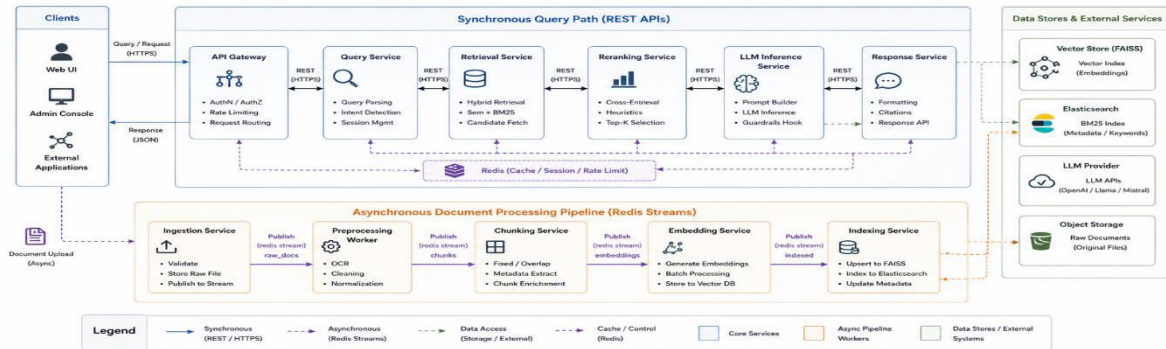 Clients
Web UI
Admin Console
External
Applications
Query / Request
(HTTPS)
Response
(JSON)
Document Upload
(Async)
Synchronous Query Path (REST APIs)
API Gateway
• AuthN / AuthZ
• Rate Limiting
• Request Routing
REST
(HTTPS)
Query Service
• Query Parsing
• Intent Detection
• Session Mgmt
REST
(HTTPS)
Retrieval Service
• Hybrid Retrieval
• Sem + BM25
• Candidate Fetch
REST
(HTTPS)
Reranking Service
• Cross-Entrieval
• Heuristics
• Top-K Selection
REST
(HTTPS)
LLM Inference
Service
• Prompt Builder
• LLM Inference
• Guardrails Hook
REST
(HTTPS)
Response Service
• Formatting
• Citations
• Response API
Redis (Cache / Session / Rate Limit)
Asynchronous Document Processing Pipeline (Redis Streams)
Ingestion Service
• Validate
• Store Raw File
• Publish to Stream
Publish
(redis stream)
raw_docs
Preprocessing
Worker
• OCR
• Cleaning
• Normalization
Publish
(redis stream)
chunks
Chunking Service
• Fixed / Overlap
• Metadata Extract
• Chunk Enrichment
Publish
(redis stream)
embeddings
Embedding Service
• Generate Embeddings
• Batch Processing
• Store to Vector DB
Publish
(redis stream)
indexed
Indexing Service
• Upsert to FAISS
• Index to Elasticsearch
• Update Metadata
Data Stores & External Services
Vector Store (FAISS)
Vector Index
(Embeddings)
Elasticsearch
BM25 Index
(Metadata / Keywords)
LLM Provider
LLM APIs
(OpenAI / Llama / Mistral)
Object Storage
Raw Documents
(Original Files)
Legend
Synchronous
(REST / HTTPS)
Asynchronous
(Redis Streams)
Data Access
(Storage / External)
Cache / Control
(Redis)
Core Services
Async Pipeline
Workers
Data Stores / External
Systems